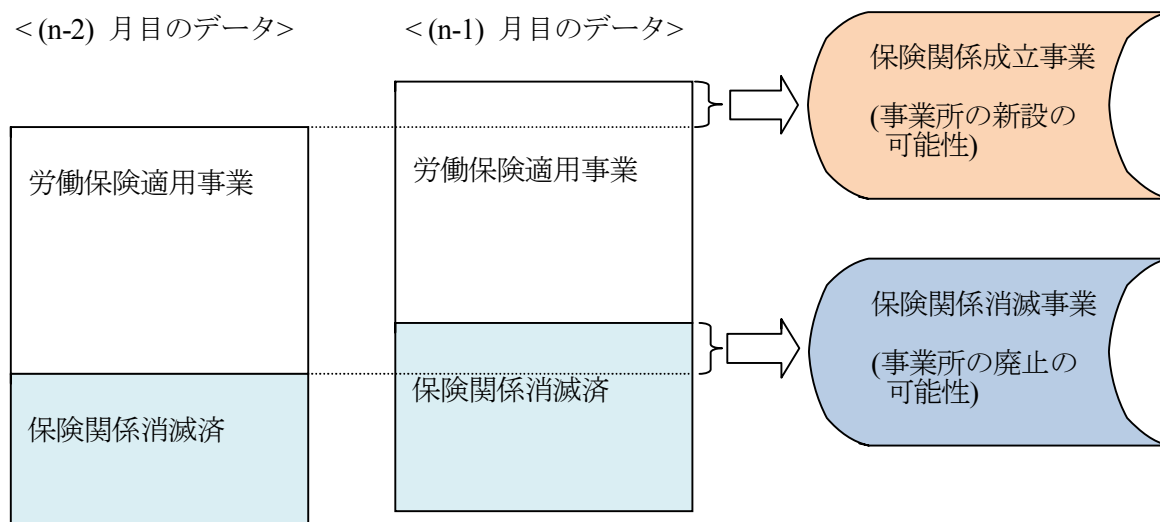 <(n-2) 月目のデータ>
<(n-1) 月目のデータ>
労働保険適用事業
保険関係消滅済
労働保険適用事業
保険関係消滅済
保険関係成立事業
(事業所の新設の
可能性)
保険関係消滅事業
(事業所の廃止の
可能性)